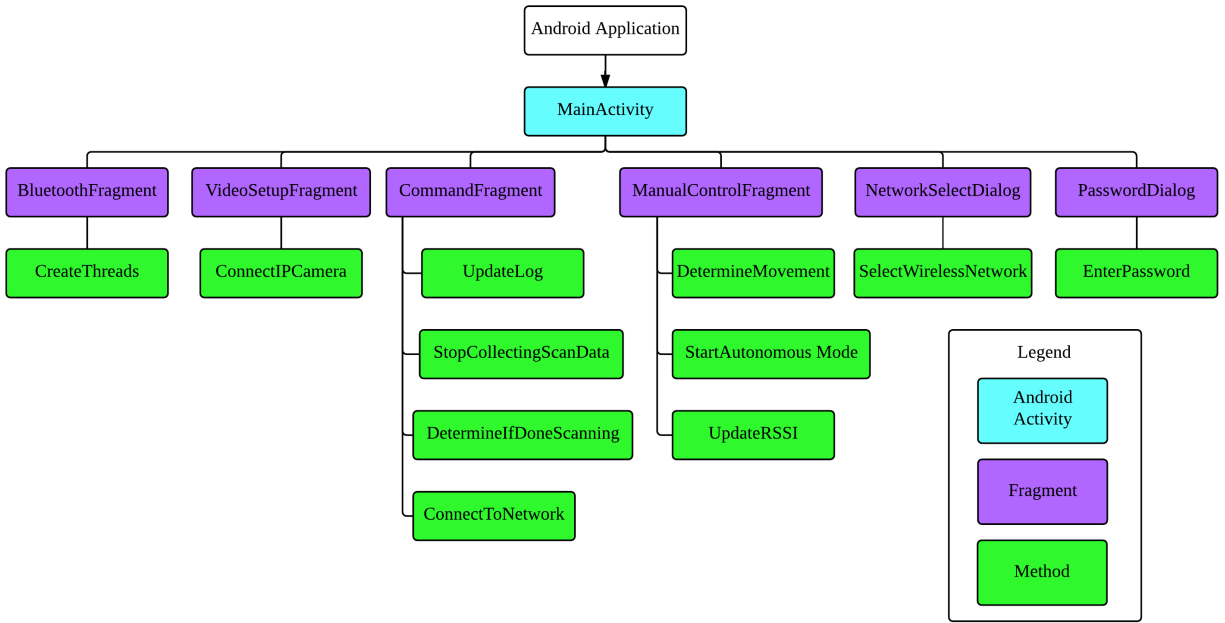 Android Application
MainActivity
BluetoothFragment
VideoSetupFragment
CommandFragment
ManualControlFragment
NetworkSelectDialog
PasswordDialog
CreateThreads
ConnectIPCamera
UpdateLog
DetermineMovement
SelectWirelessNetwork
EnterPassword
StopCollectingScanData
StartAutonomous Mode
DetermineIfDoneScanning
UpdateRSSI
ConnectToNetwork
Legend
Android
Activity
Fragment
Method